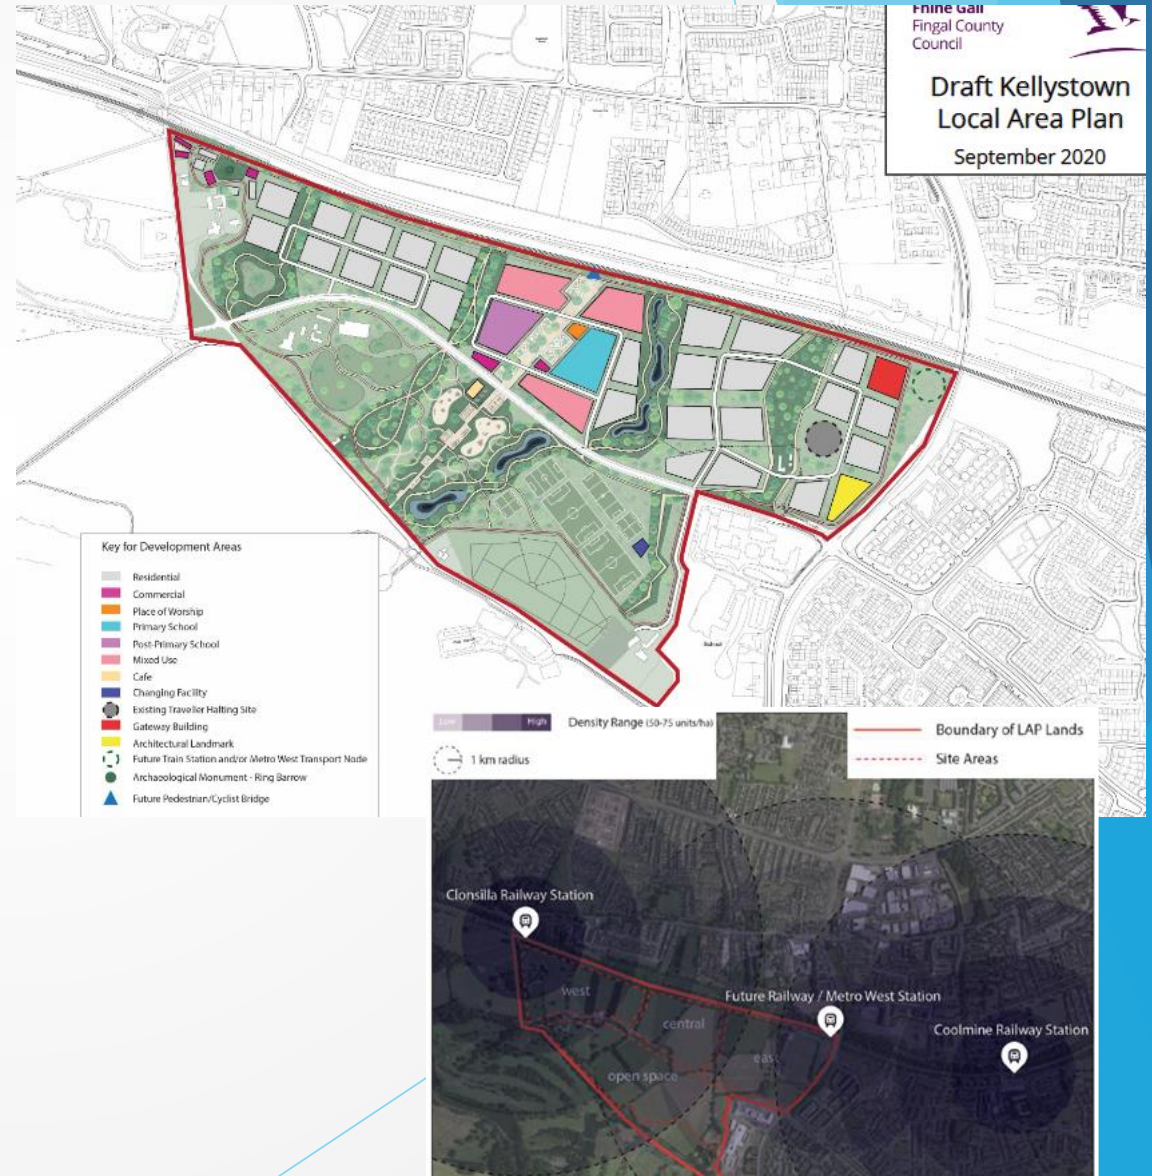 Fhine Gall
Fingal County
Council
Draft Kellystown
Local Area Plan
September 2020
Key for Development Areas
Residential
Commercial
Place of Worship
Primary School
Post-Primary School
Mixed Use
Cafe
Changing Facility
Existing Traveller Halting Site
Gateway Building
Architectural Landmark
Future Train Station and/or Metro West Transport Node
Archaeological Monument - Ring Barrow
Future Pedestrian/Cyclist Bridge
School
Low
High
Density Range (50-75 units/ha)
1 km radius
Boundary of LAP Lands
Site Areas
Clonsilla Railway Station
west
Future Railway / Metro West Station
central
Coolmine Railway Station
east
open space